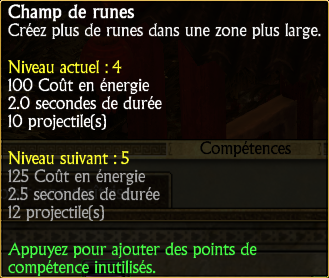 Champ de runes
Créez plus de runes dans une zone plus large.
Niveau actuel : 4
100 Coût en énergie
2.0 secondes de durée
10 projectile(s)
Compétences
Niveau suivant : 5
125 Coût en énergie
2.5 secondes de durée
12 projectile(s)
Appuyez pour ajouter des points de
compétence inutilisés.